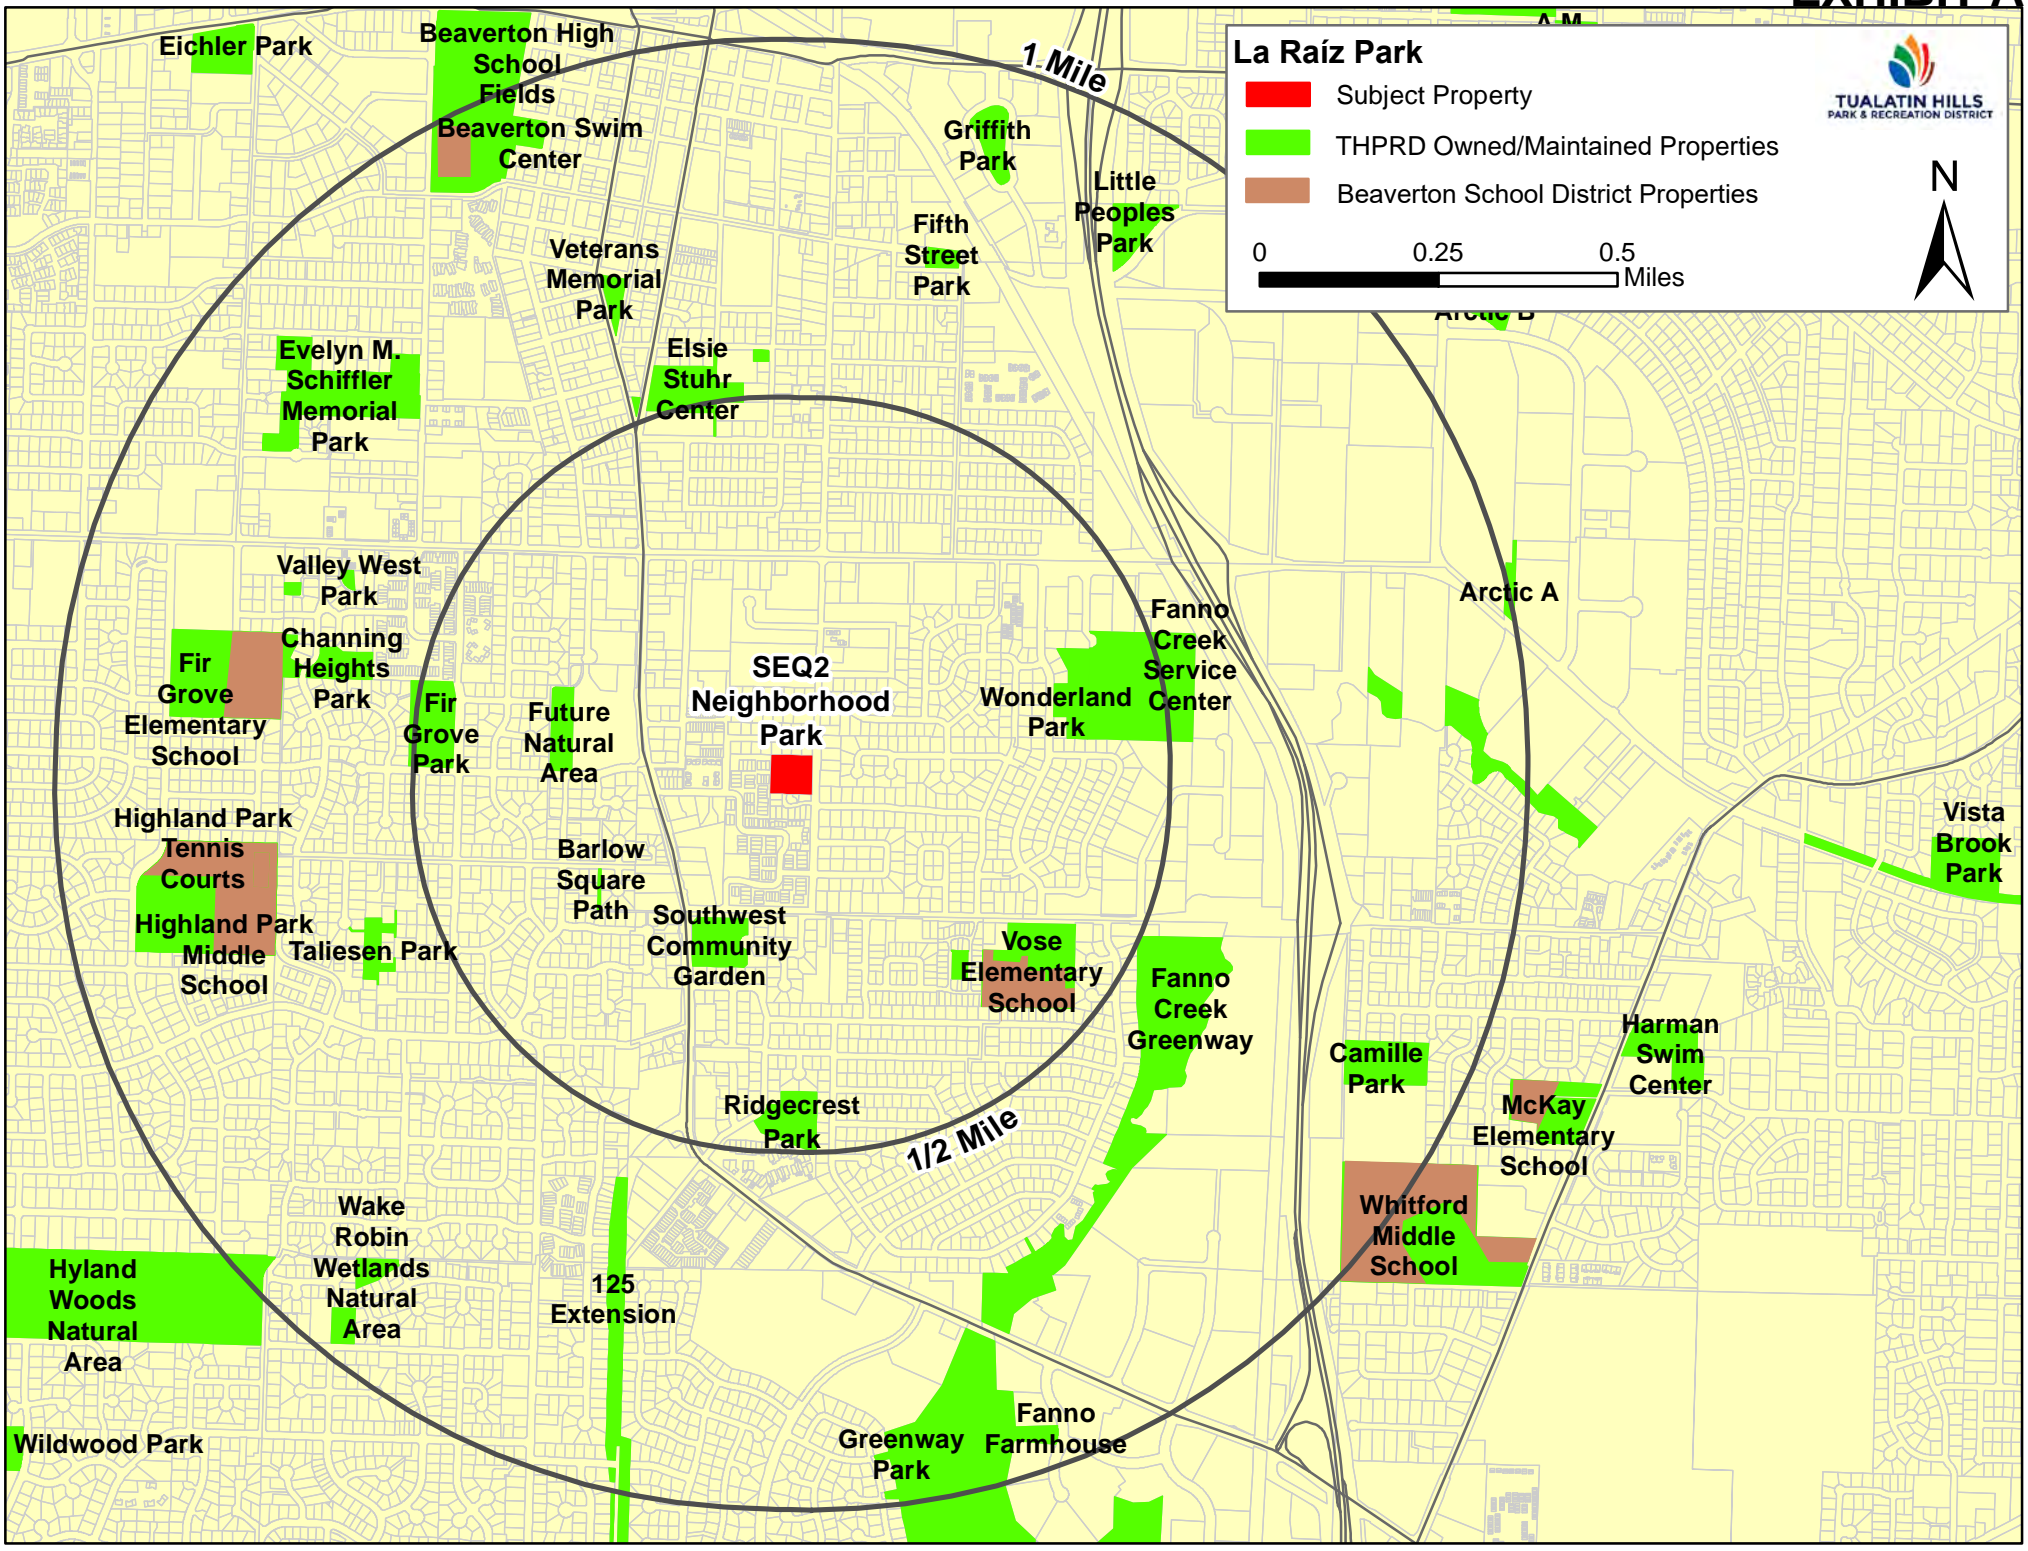 EXHIBIT A
La Raíz Park
Subject Property
THPRD Owned/Maintained Properties
Beaverton School District Properties
0 0.25 0.5
Miles
TUALATIN HILLS
PARK & RECREATION DISTRICT
N
1 Mile
1/2 Mile
Eichler Park
Beaverton High
School
Fields
Beaverton Swim
Center
Griffith
Park
Little
Peoples
Park
Fifth
Street
Park
Veterans
Memorial
Park
Arctic B
Evelyn M.
Schiffler
Memorial
Park
Elsie
Stuhr
Center
Valley West
Park
Arctic A
Fanno
Creek
Service
Center
Channing
Heights
Park
Fir
Grove
Elementary
School
Fir
Grove
Park
Future
Natural
Area
SEQ2
Neighborhood
Park
Wonderland
Park
Highland Park
Tennis
Courts
Vista
Brook
Park
Barlow
Square
Path
Highland Park
Middle
School
Taliesen Park
Southwest
Community
Garden
Vose
Elementary
School
Fanno
Creek
Greenway
Camille
Park
Harman
Swim
Center
Ridgecrest
Park
McKay
Elementary
School
Whitford
Middle
School
Wake
Robin
Wetlands
Natural
Area
Hyland
Woods
Natural
Area
125
Extension
Wildwood Park
Greenway
Park
Fanno
Farmhouse